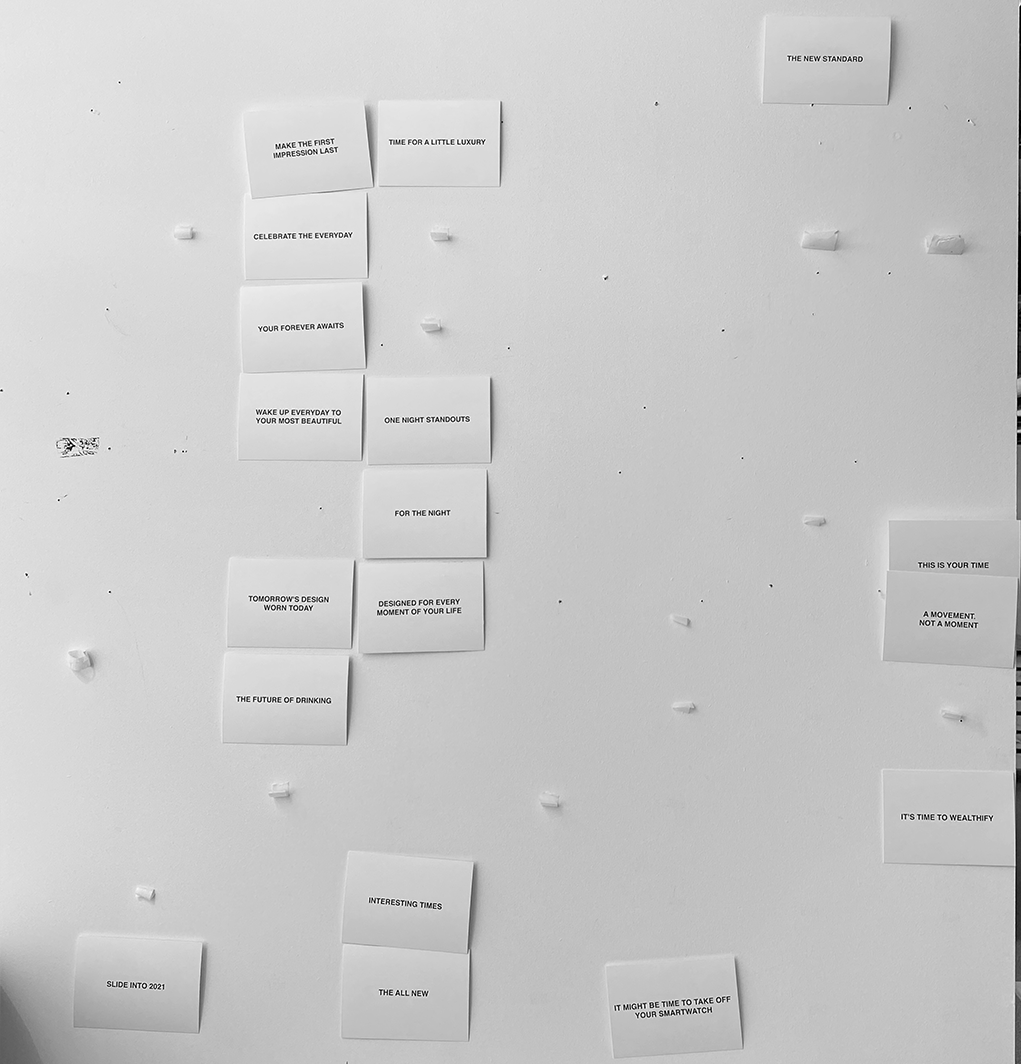 THE NEW STANDARD
MAKE THE FIRST
IMPRESSION LAST
TIME FOR A LITTLE LUXURY
CELEBRATE THE EVERYDAY
YOUR FOREVER AWAITS
WAKE UP EVERYDAY TO
YOUR MOST BEAUTIFUL
ONE NIGHT STANDOUTS
FOR THE NIGHT
THIS IS YOUR TIME
A MOVEMENT.
NOT A MOMENT
TOMORROW'S DESIGN
WORN TODAY
DESIGNED FOR EVERY
MOMENT OF YOUR LIFE
THE FUTURE OF DRINKING
IT'S TIME TO WEALTHIFY
INTERESTING TIMES
SLIDE INTO 2021
THE ALL NEW
IT MIGHT BE TIME TO TAKE OFF
YOUR SMARTWATCH